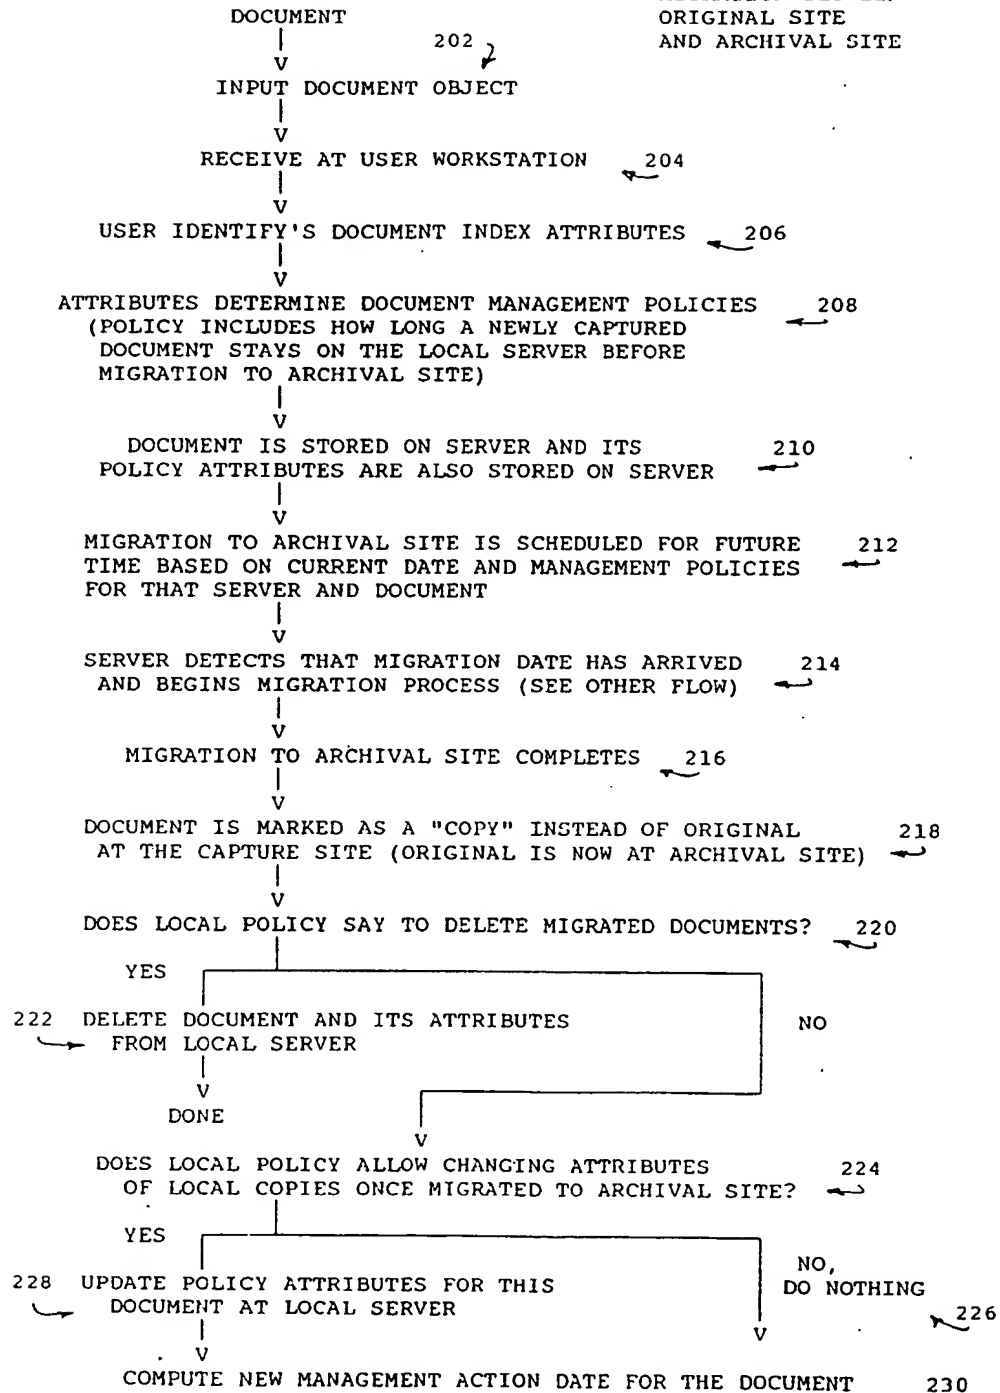 DOCUMENT
ORIGINAL SITE
AND ARCHIVAL SITE
202
V
INPUT DOCUMENT OBJECT
V
RECEIVE AT USER WORKSTATION 204
V
USER IDENTIFY'S DOCUMENT INDEX ATTRIBUTES 206
V
ATTRIBUTES DETERMINE DOCUMENT MANAGEMENT POLICIES 208
(POLICY INCLUDES HOW LONG A NEWLY CAPTURED
DOCUMENT STAYS ON THE LOCAL SERVER BEFORE
MIGRATION TO ARCHIVAL SITE)
V
DOCUMENT IS STORED ON SERVER AND ITS 210
POLICY ATTRIBUTES ARE ALSO STORED ON SERVER
V
MIGRATION TO ARCHIVAL SITE IS SCHEDULED FOR FUTURE 212
TIME BASED ON CURRENT DATE AND MANAGEMENT POLICIES
FOR THAT SERVER AND DOCUMENT
V
SERVER DETECTS THAT MIGRATION DATE HAS ARRIVED 214
AND BEGINS MIGRATION PROCESS (SEE OTHER FLOW)
V
MIGRATION TO ARCHIVAL SITE COMPLETES 216
V
DOCUMENT IS MARKED AS A "COPY" INSTEAD OF ORIGINAL 218
AT THE CAPTURE SITE (ORIGINAL IS NOW AT ARCHIVAL SITE)
V
DOES LOCAL POLICY SAY TO DELETE MIGRATED DOCUMENTS? 220
YES
222 DELETE DOCUMENT AND ITS ATTRIBUTES NO
FROM LOCAL SERVER
V
DONE
V
DOES LOCAL POLICY ALLOW CHANGING ATTRIBUTES 224
OF LOCAL COPIES ONCE MIGRATED TO ARCHIVAL SITE?
YES
NO,
228 UPDATE POLICY ATTRIBUTES FOR THIS DO NOTHING
DOCUMENT AT LOCAL SERVER 226
V
V
COMPUTE NEW MANAGEMENT ACTION DATE FOR THE DOCUMENT 230